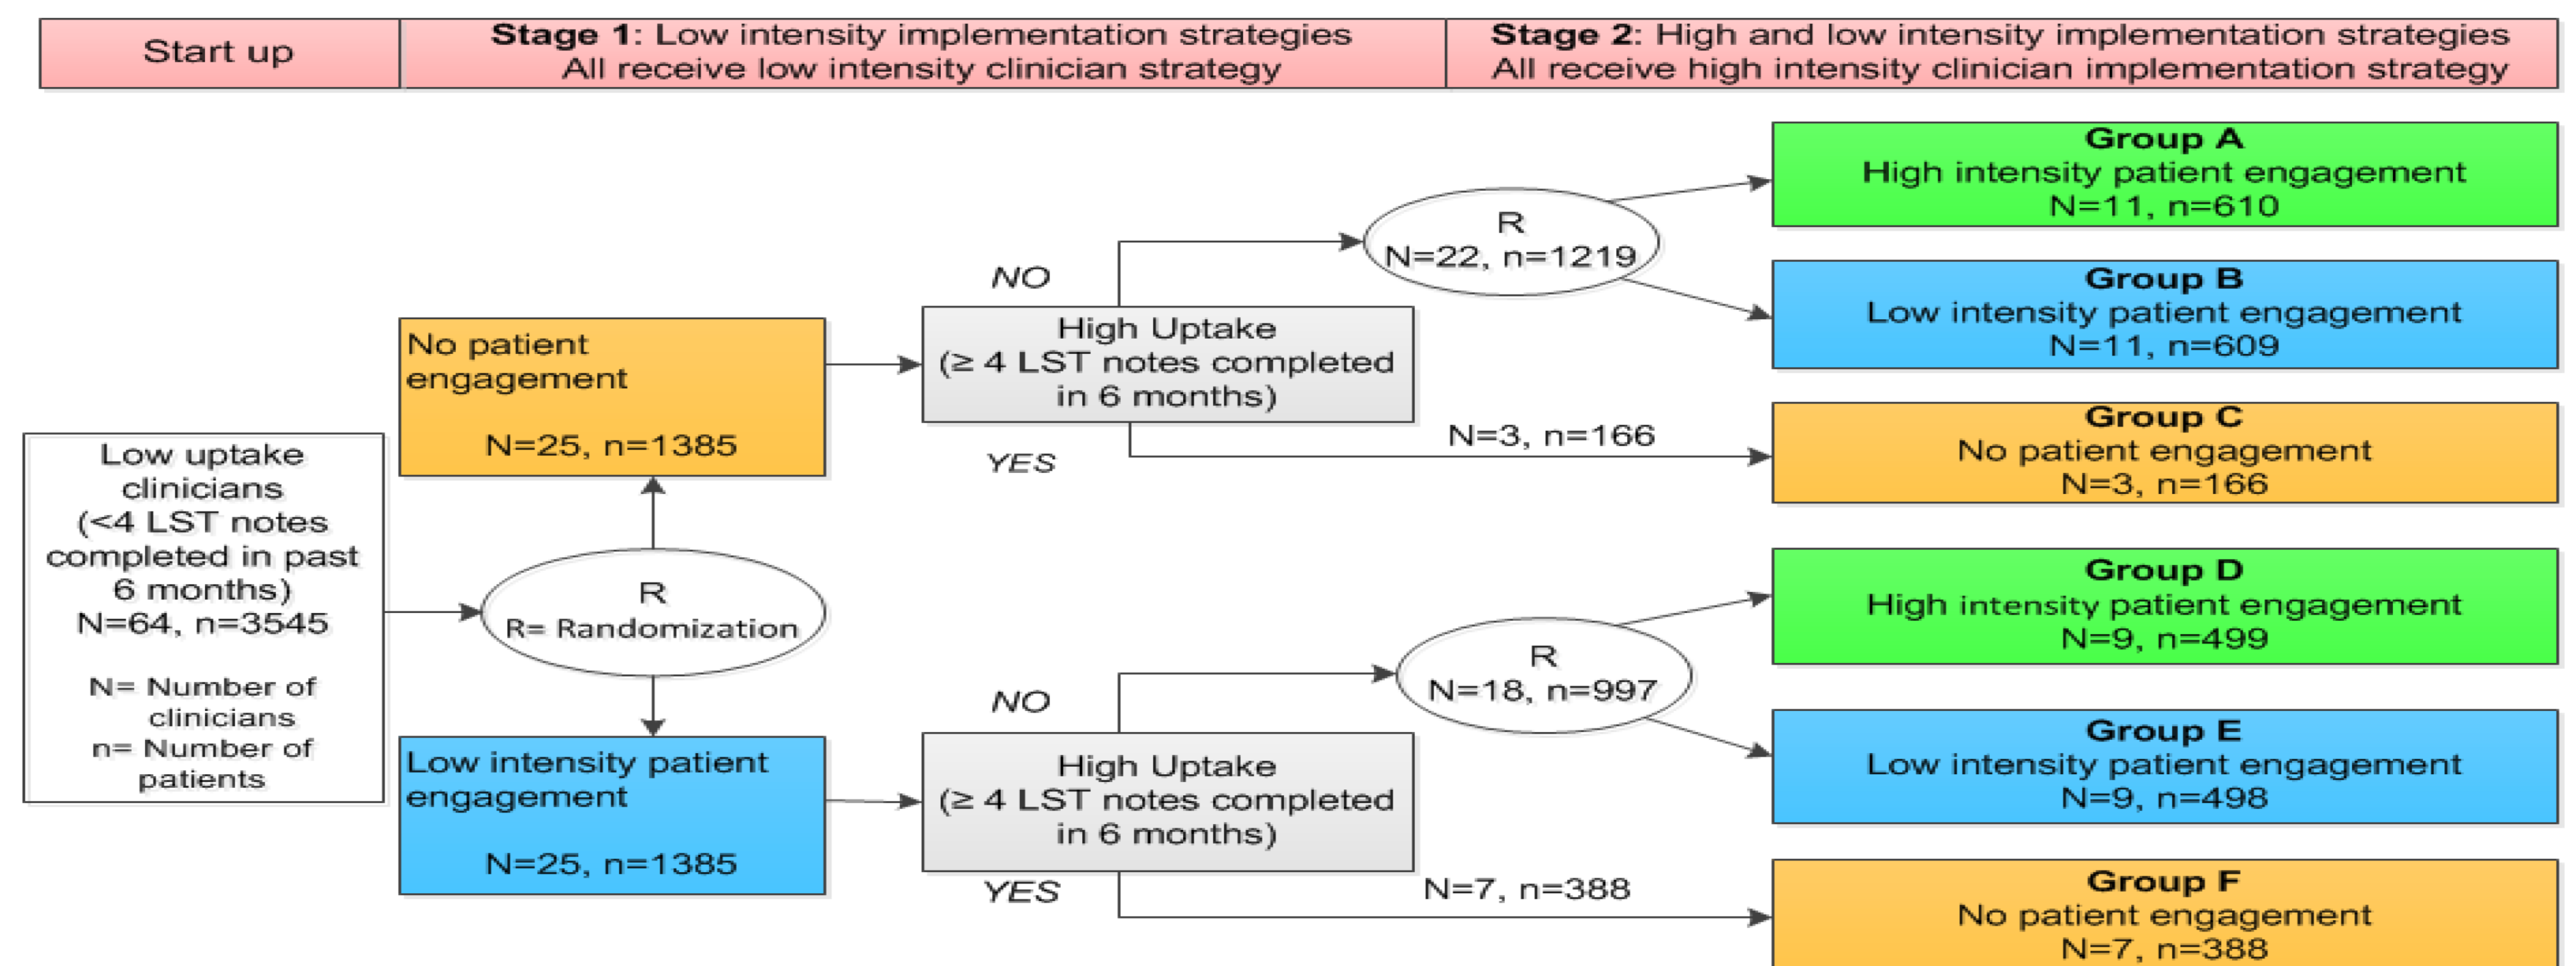 Start up
Stage 1: Low intensity implementation strategies
All receive low intensity clinician strategy
Stage 2: High and low intensity implementation strategies
All receive high intensity clinician implementation strategy
Low uptake
clinicians
(<4 LST notes
completed in past
6 months)
N=64, n=3545
N= Number of
clinicians
n= Number of
patients
R
R= Randomization
No patient
engagement
N=25, n=1385
Low intensity patient
engagement
N=25, n=1385
NO
High Uptake
(≥ 4 LST notes completed
in 6 months)
YES
R
N=22, n=1219
N=3, n=166
Group A
High intensity patient engagement
N=11, n=610
Group B
Low intensity patient engagement
N=11, n=609
Group C
No patient engagement
N=3, n=166
NO
High Uptake
(≥ 4 LST notes completed
in 6 months)
YES
R
N=18, n=997
N=7, n=388
Group D
High intensity patient engagement
N=9, n=499
Group E
Low intensity patient engagement
N=9, n=498
Group F
No patient engagement
N=7, n=388